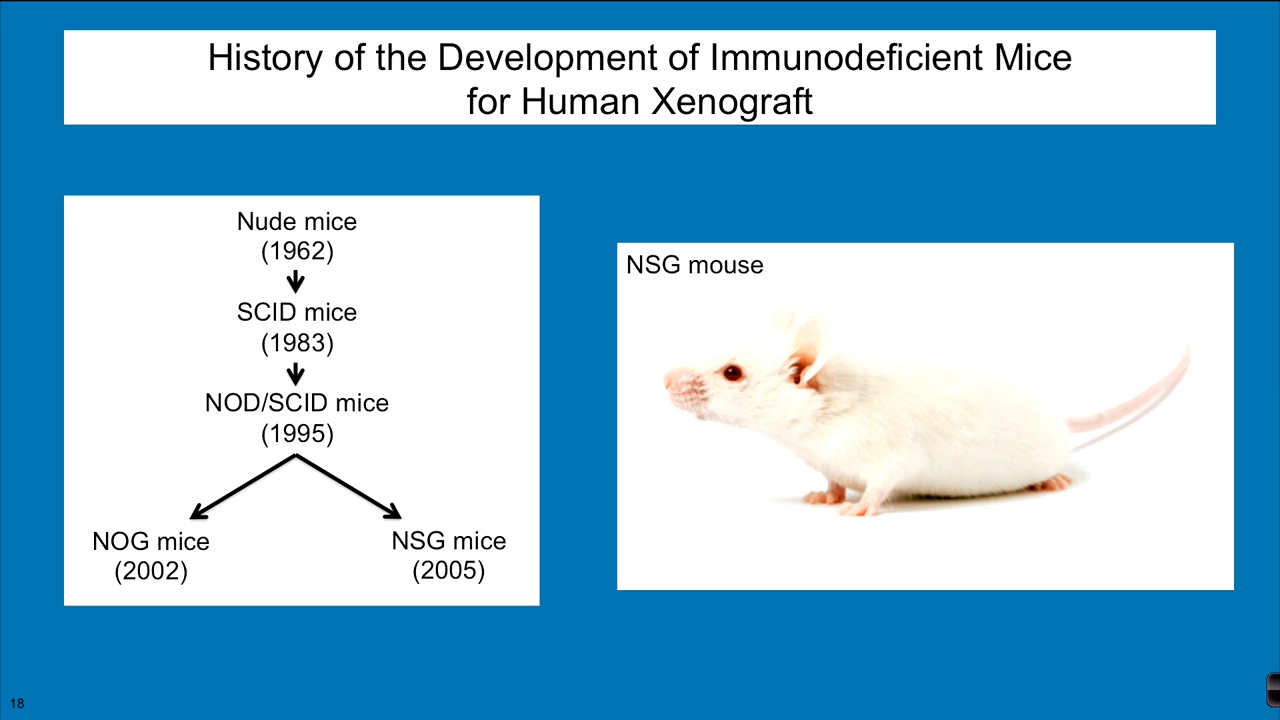 History of the Development of Immunodeficient Mice
for Human Xenograft
Nude mice
(1962)
SCID mice
(1983)
NOD/SCID mice
(1995)
NOG mice
(2002)
NSG mice
(2005)
NSG mouse
18